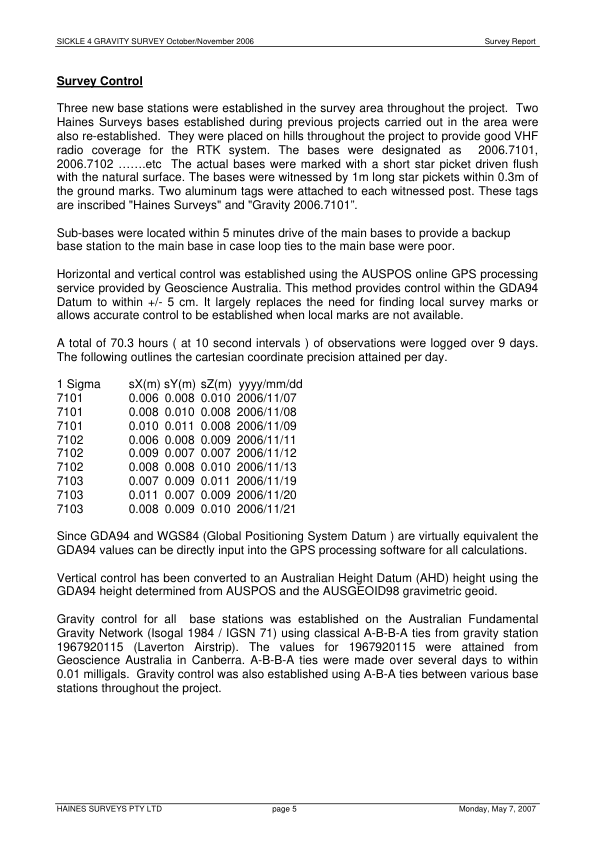 SICKLE 4 GRAVITY SURVEY October/November 2006 Survey Report
Survey Control
Three new base stations were established in the survey area throughout the project.  Two
Haines Surveys bases established during previous projects carried out in the area were
also re-established.  They were placed on hills throughout the project to provide good VHF
radio coverage for the RTK system. The bases were designated as  2006.7101,
2006.7102 …….etc  The actual bases were marked with a short star picket driven flush
with the natural surface. The bases were witnessed by 1m long star pickets within 0.3m of
the ground marks. Two aluminum tags were attached to each witnessed post. These tags
are inscribed "Haines Surveys" and "Gravity 2006.7101”.
Sub-bases were located within 5 minutes drive of the main bases to provide a backup
base station to the main base in case loop ties to the main base were poor.
Horizontal and vertical control was established using the AUSPOS online GPS processing
service provided by Geoscience Australia. This method provides control within the GDA94
Datum to within +/- 5 cm. It largely replaces the need for finding local survey marks or
allows accurate control to be established when local marks are not available.
A total of 70.3 hours ( at 10 second intervals ) of observations were logged over 9 days.
The following outlines the cartesian coordinate precision attained per day.
1 Sigma sX(m) sY(m) sZ(m) yyyy/mm/dd
7101 0.006 0.008 0.010 2006/11/07
7101 0.008 0.010 0.008 2006/11/08
7101 0.010 0.011 0.008 2006/11/09
7102 0.006 0.008 0.009 2006/11/11
7102 0.009 0.007 0.007 2006/11/12
7102 0.008 0.008 0.010 2006/11/13
7103 0.007 0.009 0.011 2006/11/19
7103 0.011 0.007 0.009 2006/11/20
7103 0.008 0.009 0.010 2006/11/21
Since GDA94 and WGS84 (Global Positioning System Datum ) are virtually equivalent the
GDA94 values can be directly input into the GPS processing software for all calculations.
Vertical control has been converted to an Australian Height Datum (AHD) height using the
GDA94 height determined from AUSPOS and the AUSGEOID98 gravimetric geoid.
Gravity control for all  base stations was established on the Australian Fundamental
Gravity Network (Isogal 1984 / IGSN 71) using classical A-B-B-A ties from gravity station
1967920115 (Laverton Airstrip). The values for 1967920115 were attained from
Geoscience Australia in Canberra. A-B-B-A ties were made over several days to within
0.01 milligals.  Gravity control was also established using A-B-A ties between various base
stations throughout the project.
HAINES SURVEYS PTY LTD page 5 Monday, May 7, 2007